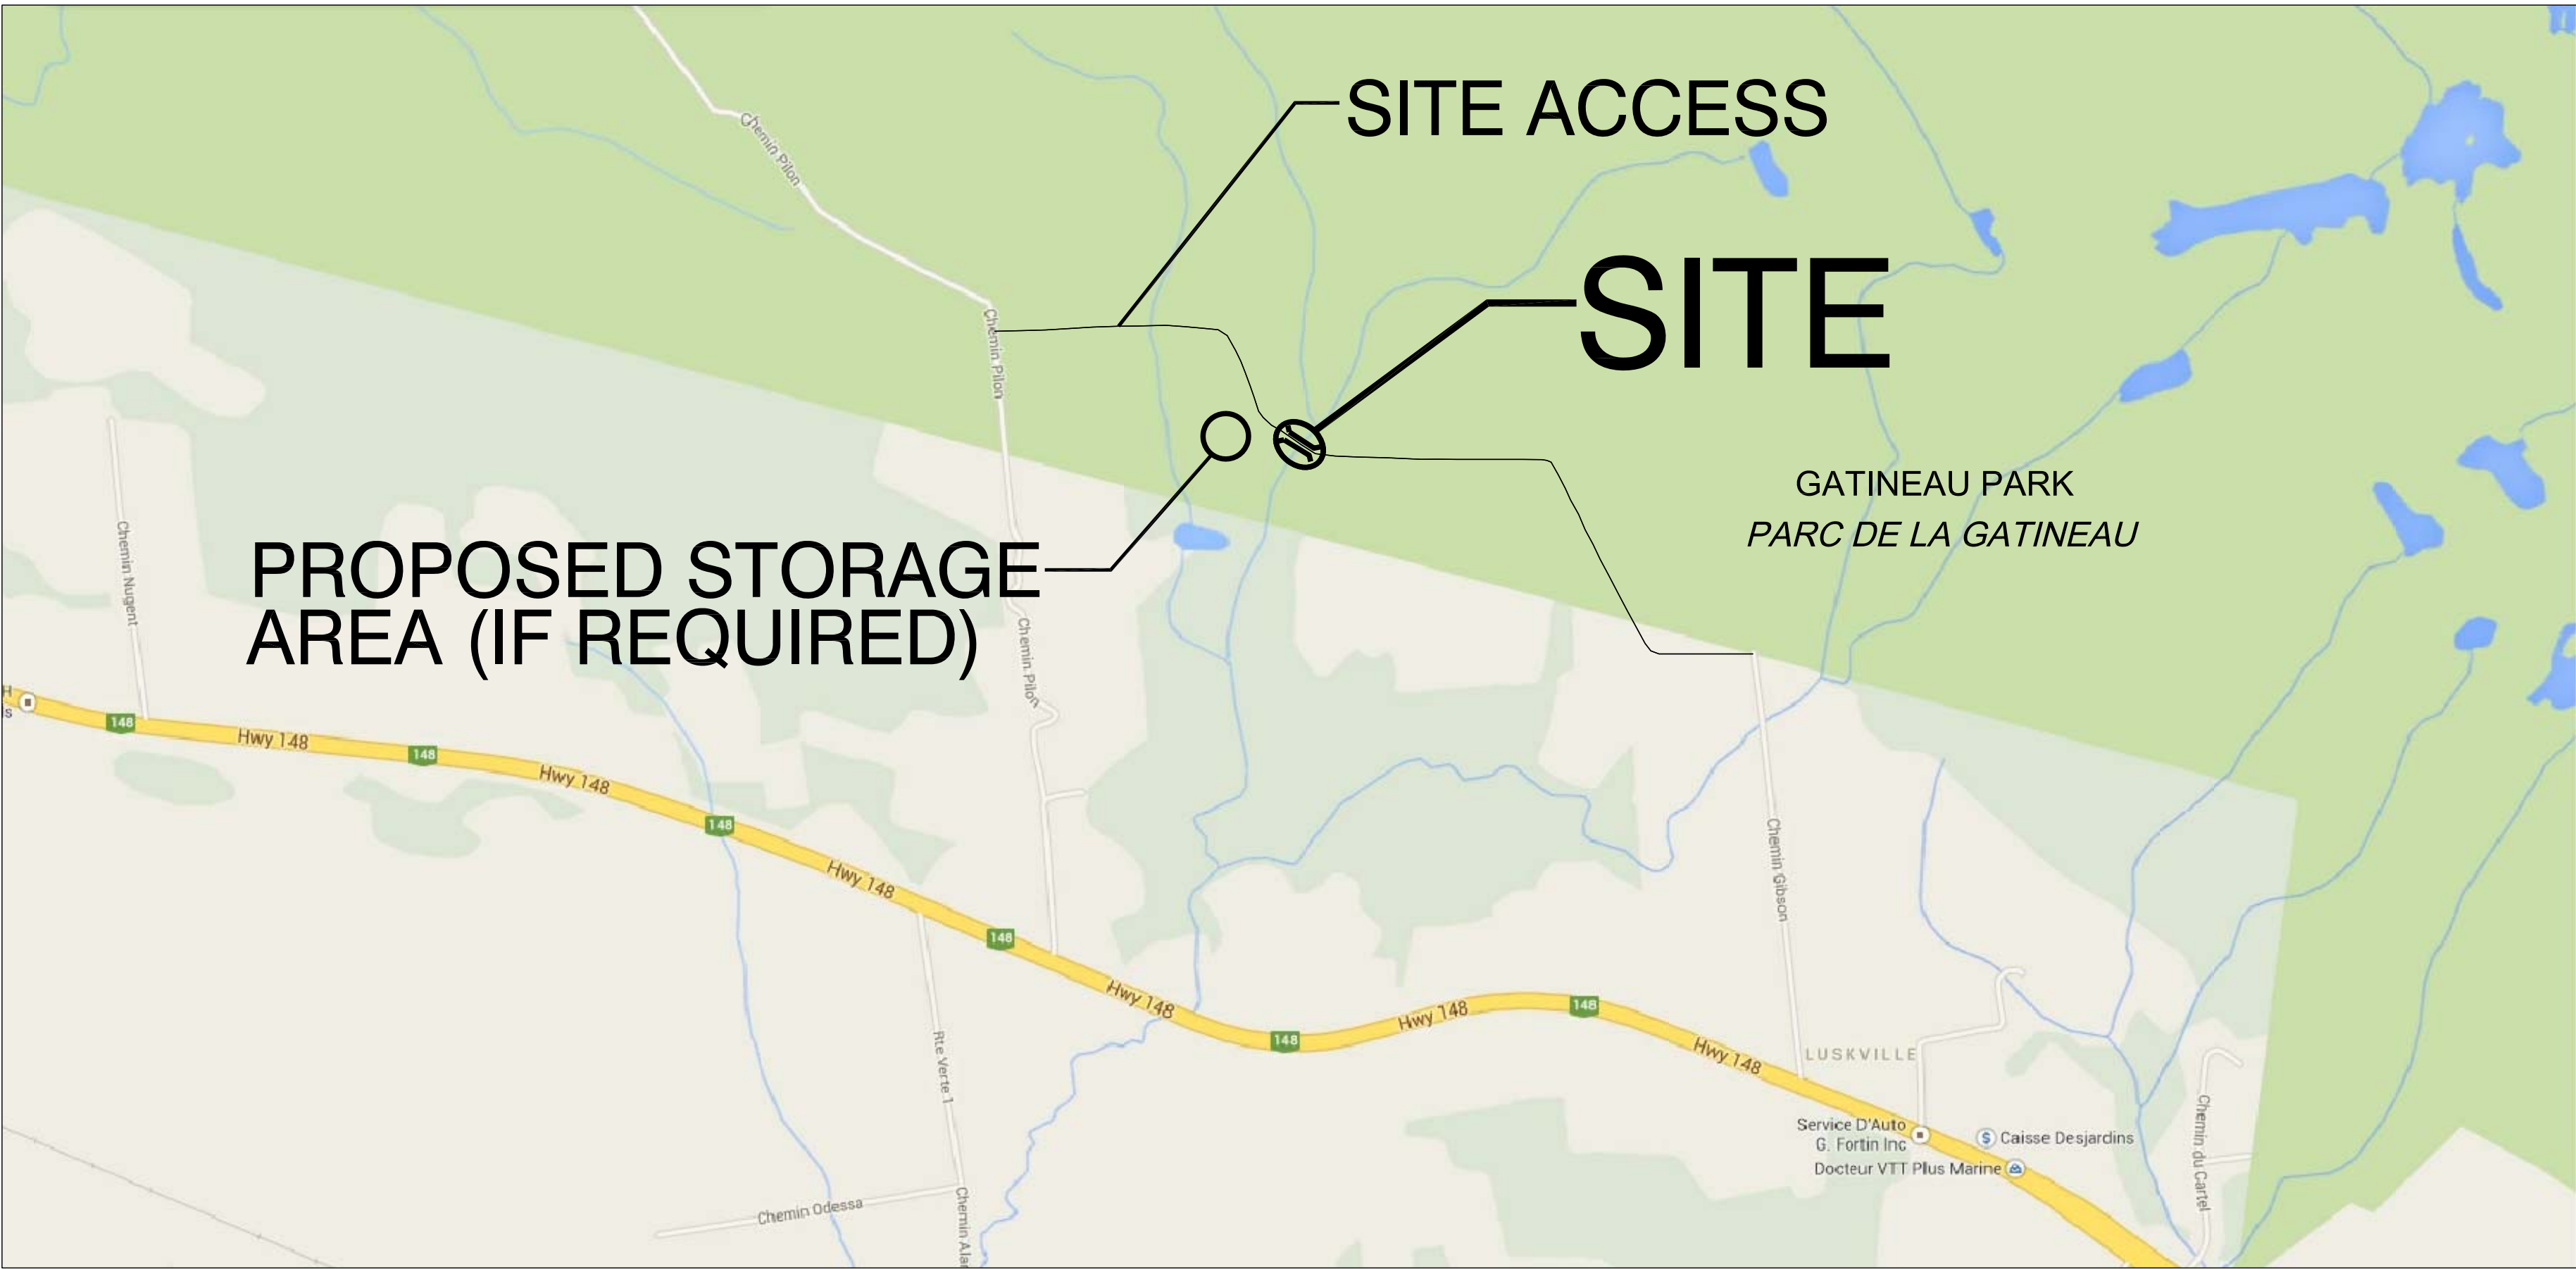 SITE ACCESS
Chemin Pilon
SITE
Chemin Pilon
GATINEAU PARK
PARC DE LA GATINEAU
Chemin Nugent
PROPOSED STORAGE
AREA (IF REQUIRED)
Chemin Pilon
H
ls
148
Hwy 148
148
Hwy 148
148
Hwy 148
148
Hwy 148
148
Hwy 148
148
Hwy 148
Chemin Gibson
LUSKVILLE
Rte Verte 1
Service D'Auto
G. Fortin Inc
Caisse Desjardins
Docteur VTT Plus Marine
Chemin du Cartel
Chemin Odessa
Chemin Ala